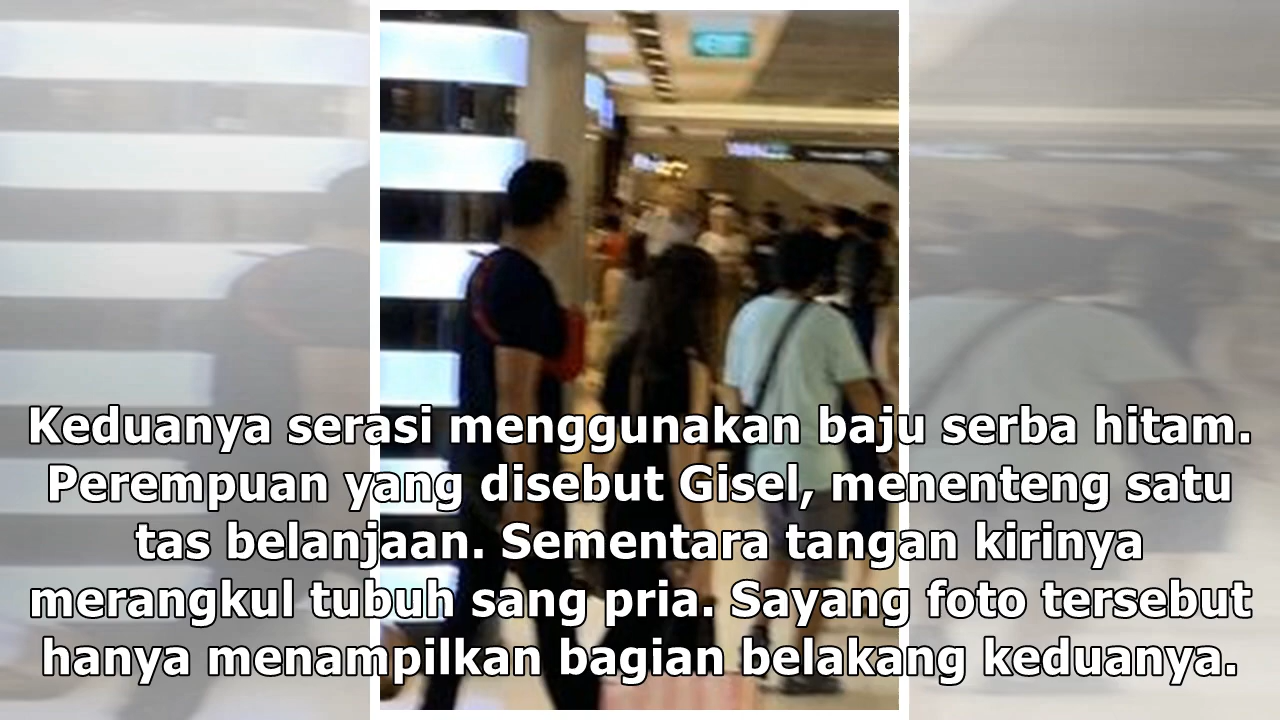 EXIT
Keduanya serasi menggunakan baju serba hitam.
Perempuan yang disebut Gisel, menenteng satu
tas belanjaan. Sementara tangan kirinya
merangkul tubuh sang pria. Sayang foto tersebut
hanya menampilkan bagian belakang keduanya.